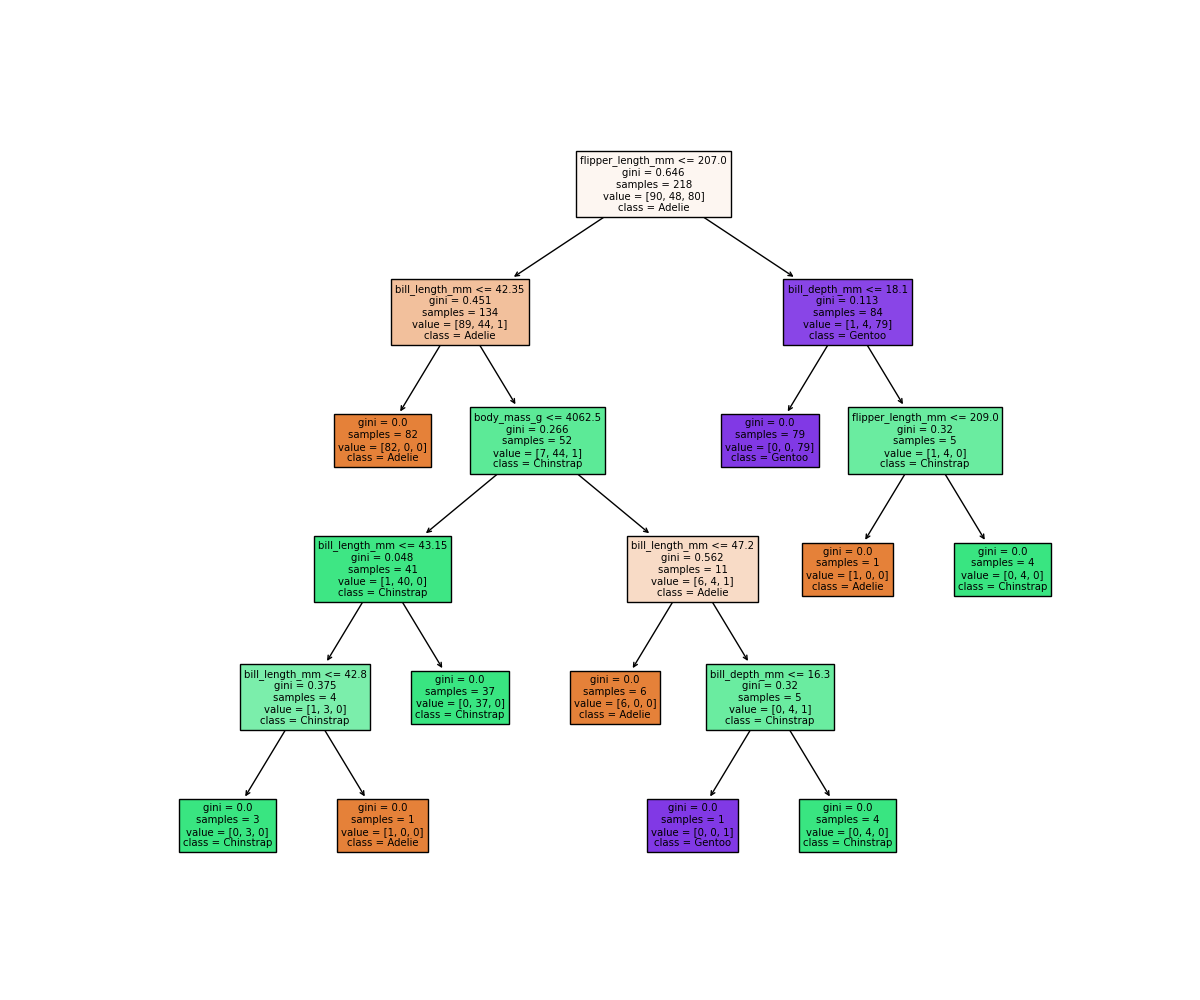 flipper_length_mm <= 207.0
gini = 0.646
samples = 218
value = [90, 48, 80]
class = Adelie
bill_length_mm <= 42.35
gini = 0.451
samples = 134
value = [89, 44, 1]
class = Adelie
bill_depth_mm <= 18.1
gini = 0.113
samples = 84
value = [1, 4, 79]
class = Gentoo
gini = 0.0
samples = 82
value = [82, 0, 0]
class = Adelie
body_mass_g <= 4062.5
gini = 0.266
samples = 52
value = [7, 44, 1]
class = Chinstrap
gini = 0.0
samples = 79
value = [0, 0, 79]
class = Gentoo
flipper_length_mm <= 209.0
gini = 0.32
samples = 5
value = [1, 4, 0]
class = Chinstrap
bill_length_mm <= 43.15
gini = 0.048
samples = 41
value = [1, 40, 0]
class = Chinstrap
bill_length_mm <= 47.2
gini = 0.562
samples = 11
value = [6, 4, 1]
class = Adelie
gini = 0.0
samples = 1
value = [1, 0, 0]
class = Adelie
gini = 0.0
samples = 4
value = [0, 4, 0]
class = Chinstrap
bill_length_mm <= 42.8
gini = 0.375
samples = 4
value = [1, 3, 0]
class = Chinstrap
gini = 0.0
samples = 37
value = [0, 37, 0]
class = Chinstrap
gini = 0.0
samples = 6
value = [6, 0, 0]
class = Adelie
bill_depth_mm <= 16.3
gini = 0.32
samples = 5
value = [0, 4, 1]
class = Chinstrap
gini = 0.0
samples = 3
value = [0, 3, 0]
class = Chinstrap
gini = 0.0
samples = 1
value = [1, 0, 0]
class = Adelie
gini = 0.0
samples = 1
value = [0, 0, 1]
class = Gentoo
gini = 0.0
samples = 4
value = [0, 4, 0]
class = Chinstrap